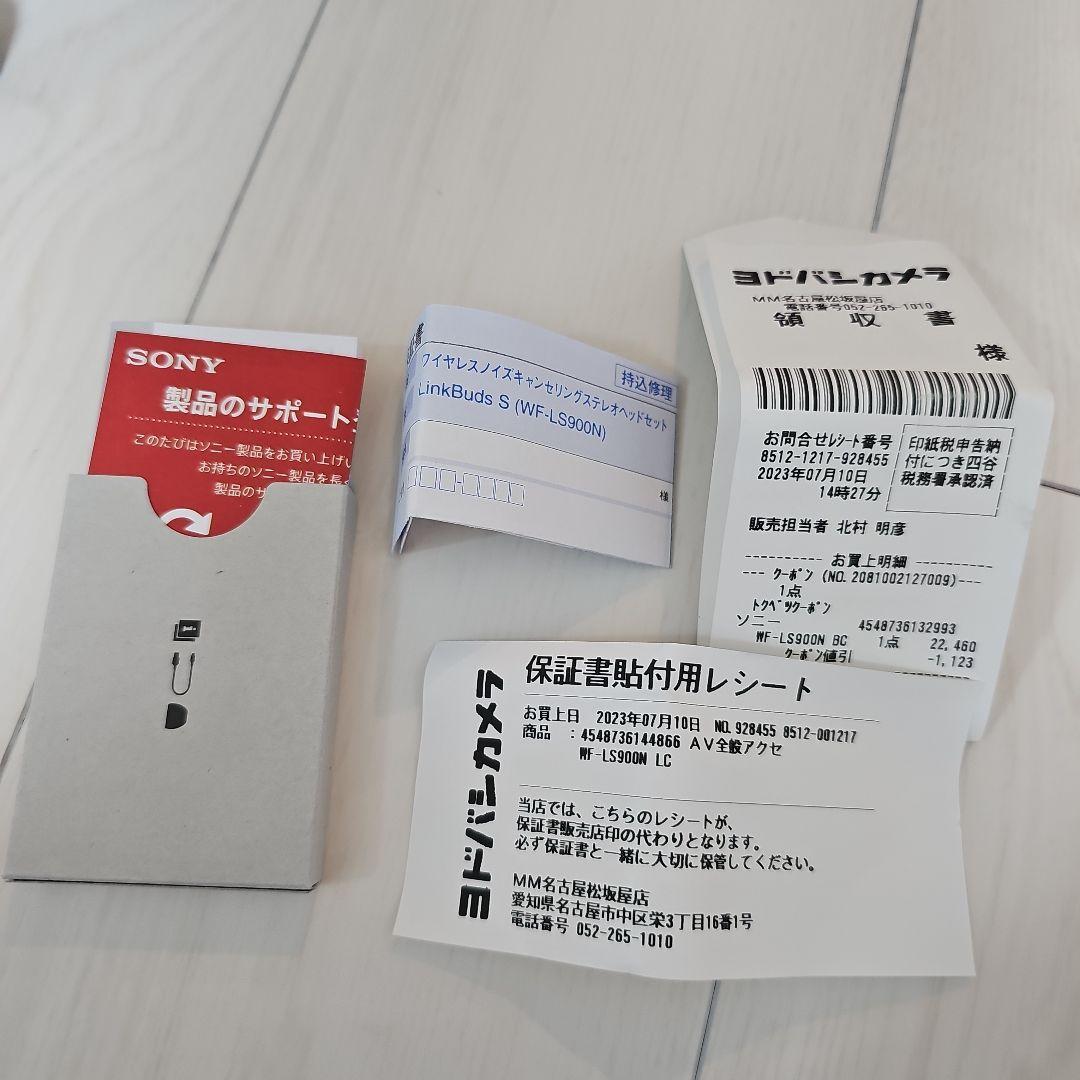 SONY
製品のサポート
このたびはソニー製品をお買い上げい
お持ちのソニー製品を長
製品のサ
ワイヤレスノイズキャンセリングステレオヘッドセット
持込修理
LinkBuds S (WF-LS900N)
様
ヨドバシカメラ
MM名古屋松坂屋店
電話番号052-265-1010
領 収 書
様
お問合せレシート番号
8512-1217-928455
2023年07月10日
14時27分
印紙税申告納
付につき四谷
税務署承認済
販売担当者 北村 明彦
お買上明細
--- クーポン (NO. 2081002127009)---
1点
トクベツクーポン
ソニー 4548736132993
WF-LS900N BC 1点 22,460
クーポン値引 -1,123
ヨドバシカメラ
保証書貼付用レシート
お買上日 2023年07月10日 NO. 928455 8512-001217
商品 :4548736144866 AV全般アクセ
WF-LS900N LC
当店では、こちらのレシートが、
保証書販売店印の代わりとなります。
必ず保証書と一緒に大切に保管してください。
MM名古屋松坂屋店
愛知県名古屋市中区栄3丁目16番1号
電話番号 052-265-1010